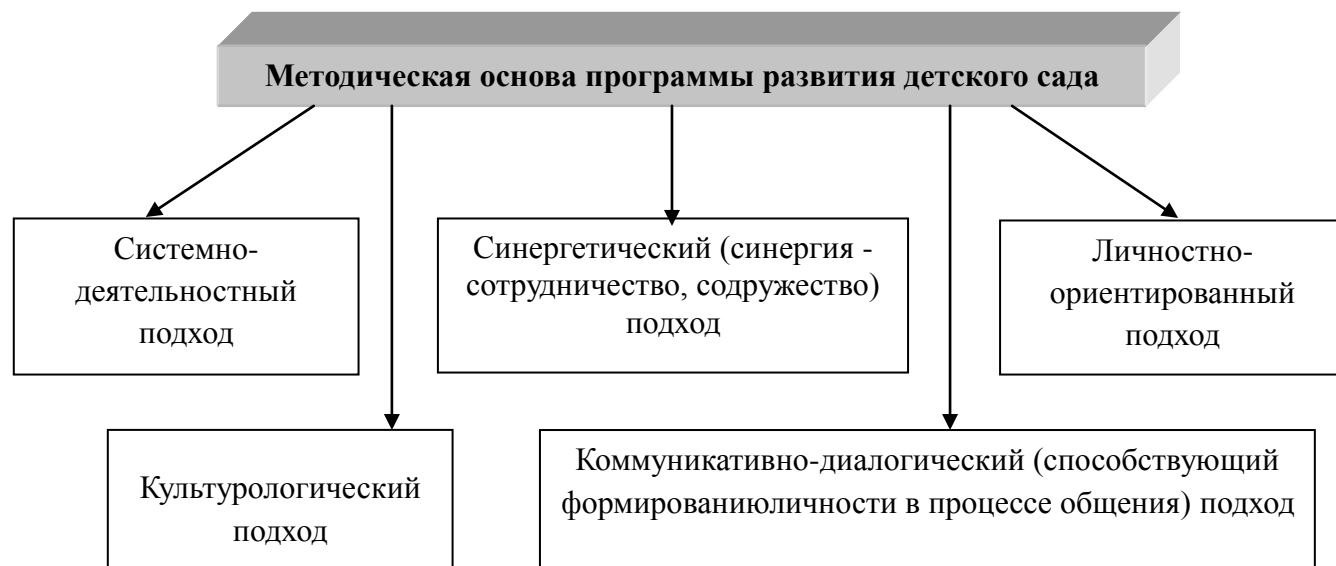 Методическая основа программы развития детского сада
Системно-
деятельностный
подход
Синергетический (синергия -
сотрудничество, содружество)
подход
Личностно-
ориентированный
подход
Культурологический
подход
Коммуникативно-диалогический (способствующий
формированиюличности в процессе общения) подход